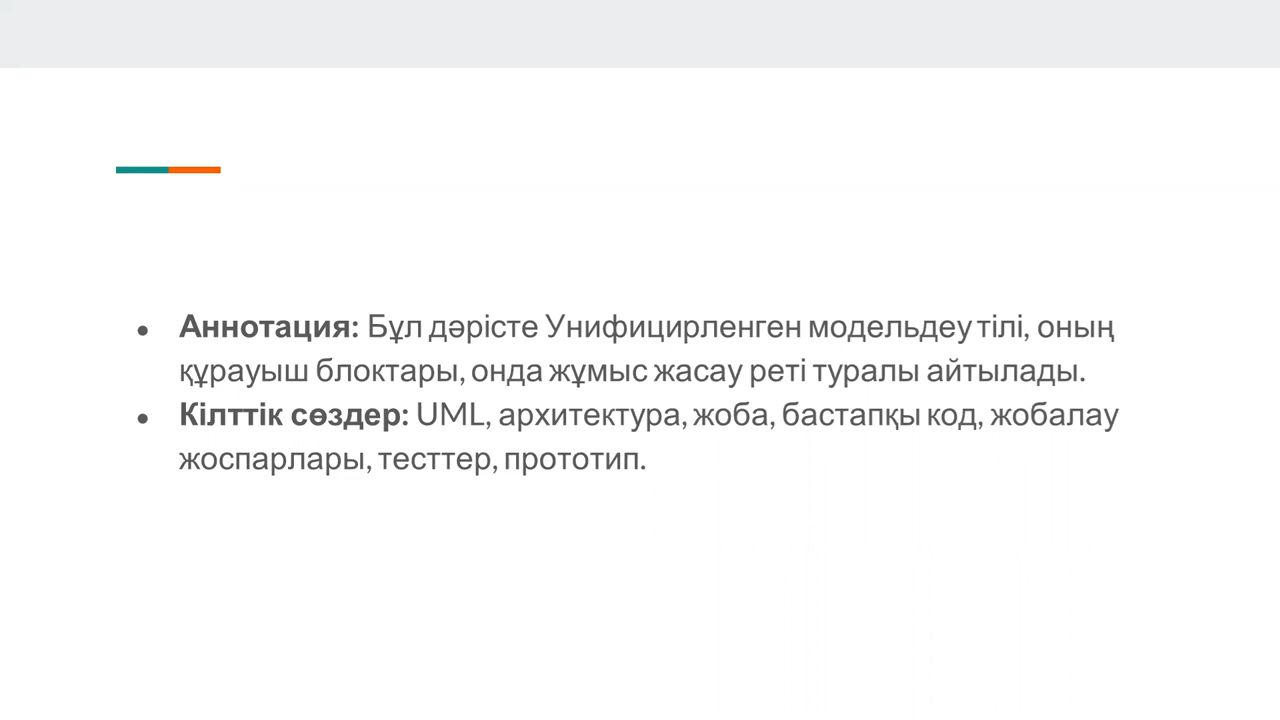 ● Аннотация: Бұл дәрісте Унифицирленген модельдеу тілі, оның
құрауыш блоктары, онда жұмыс жасау реті туралы айтылады.
● Кілттік сөздер: UML, архитектура, жоба, бастапқы код, жобалау
жоспарлары, тесттер, прототип.